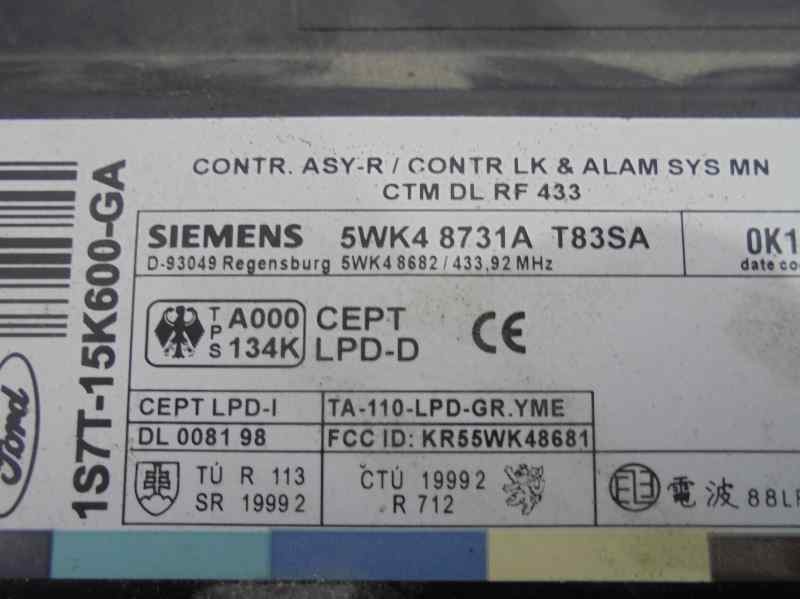 CONTR. ASY-R / CONTR LK & ALAM SYS MN
CTM DL RF 433
1S7T-15K600-GA
Ford
SIEMENS 5WK4 8731A T83SA
D-93049 Regensburg 5WK4 8682 / 433,92 MHz
0K1
date co
T P S A000 134K
CEPT
LPD-D
CE
CEPT LPD-I
TA-110-LPD-GR.YME
DL 0081 98
FCC ID: KR55WK48681
TÚ R 113
SR 1999 2
ČTÚ 1999 2
R 712
電波 88LP